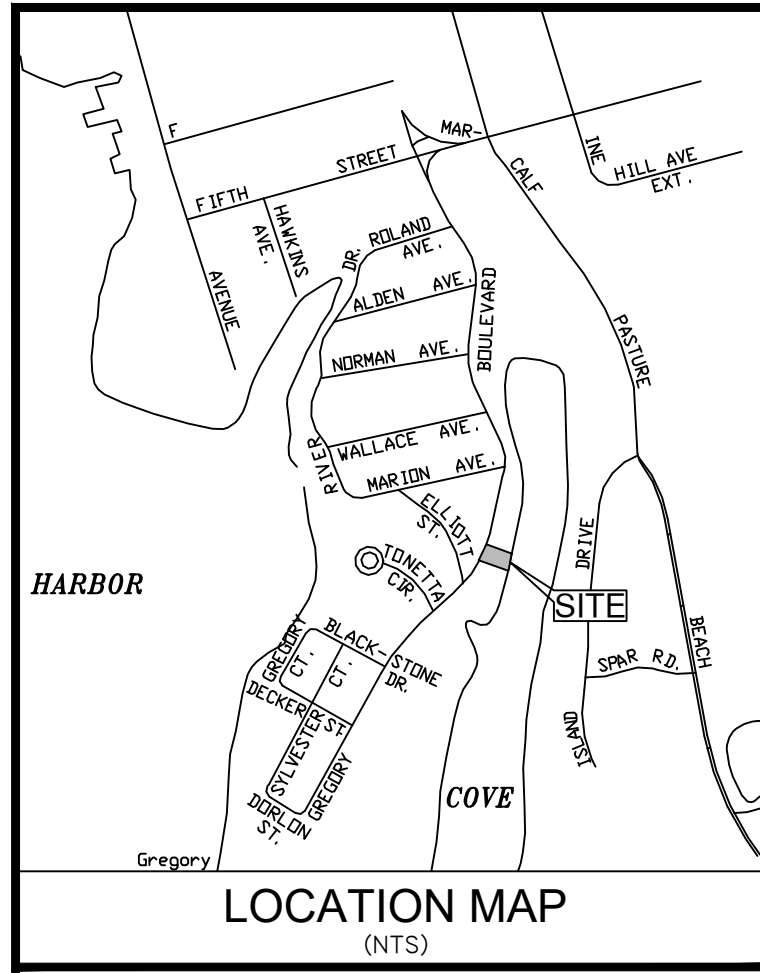 F
MAR-
INE
STREET
CALF
HILL AVE
EXT.
FIFTH
HAWKINS
AVE.
ROLAND
AVE.
DR.
AVENUE
ALDEN AVE.
BOULEVARD
PASTURE
NORMAN AVE.
WALLACE AVE.
RIVER
MARION AVE.
ELLIOTT
ST.
DRIVE
TONETTA
CIR.
HARBOR
SITE
GREGORY
CT.
BLACK-
STONE
DR.
CT.
BEACH
SPAR RD.
DECKER
ST
SYLVESTER
ISLAND
GREGORY
DORLON
ST.
COVE
Gregory
LOCATION MAP
(NTS)